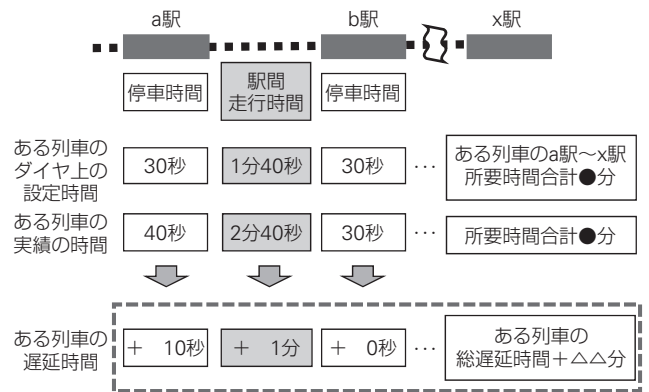 a駅 b駅 x駅
停車時間 駅間 停車時間
走行時間
ある列車の
ダイヤ上の
設定時間
30秒 1分40秒 30秒 …
ある列車のa駅～x駅
所要時間合計●分
ある列車の
実績の時間
40秒 2分40秒 30秒 … 所要時間合計●分
ある列車の
遅延時間
＋ 10秒 ＋ 1分 ＋ 0秒 …
ある列車の
総遅延時間＋△△分